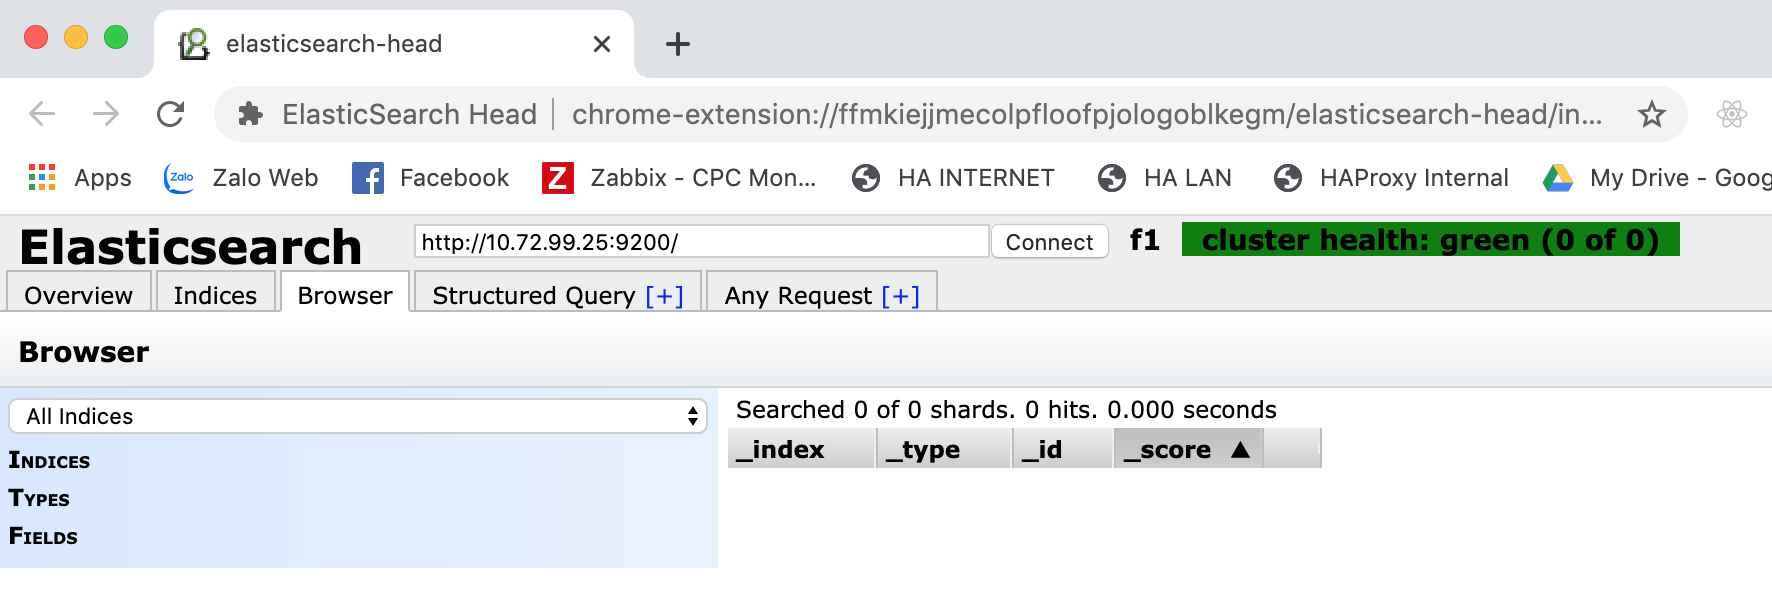 elasticsearch-head
ElasticSearch Head chrome-extension://ffmkiejjmecolpfloofpjologoblkegm/elasticsearch-head/in...
Apps Zalo Zalo Web Facebook Z Zabbix - CPC Mon... HA INTERNET HA LAN HAProxy Internal My Drive - Goog
Elasticsearch http://10.72.99.25:9200/ Connect f1 cluster health: green (0 of 0)
Overview Indices Browser Structured Query [+] Any Request [+]
Browser
All Indices Searched 0 of 0 shards. 0 hits. 0.000 seconds
Indices _index _type _id _score ▲
Types
Fields